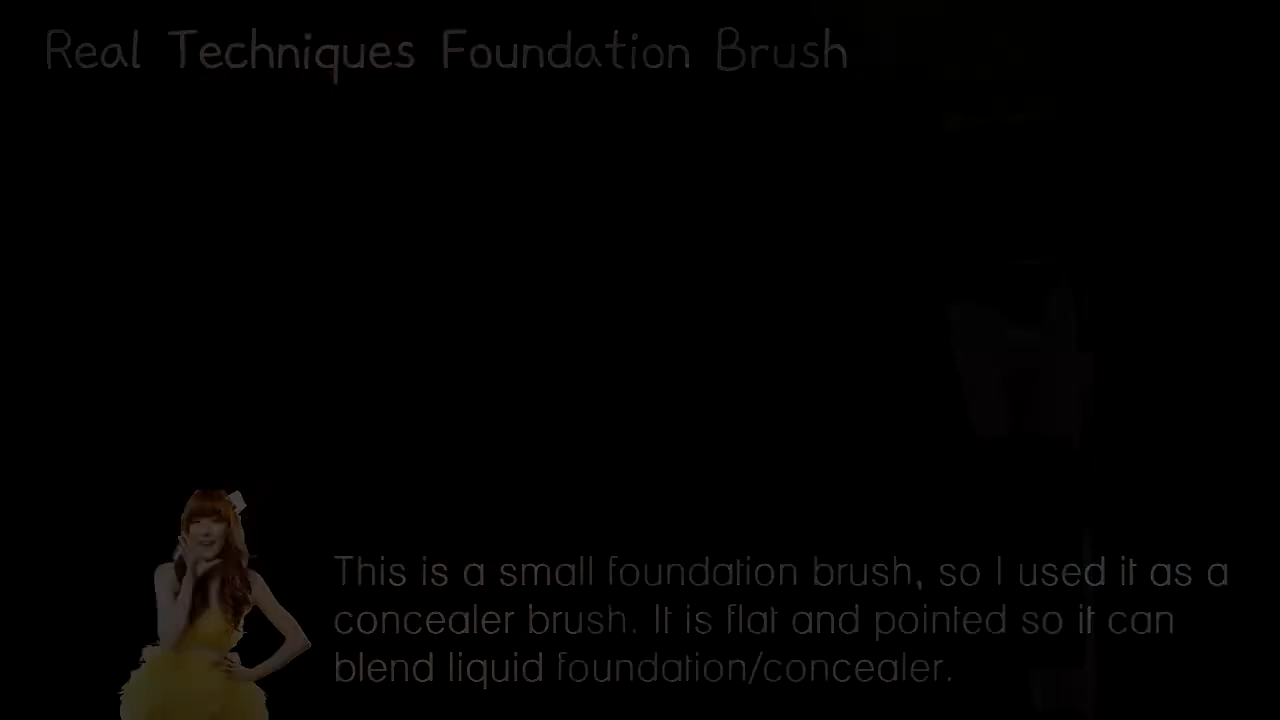 Real Techniques Foundation Brush
This is a small foundation brush, so I used it as a
concealer brush. It is flat and pointed so it can
blend liquid foundation/concealer.